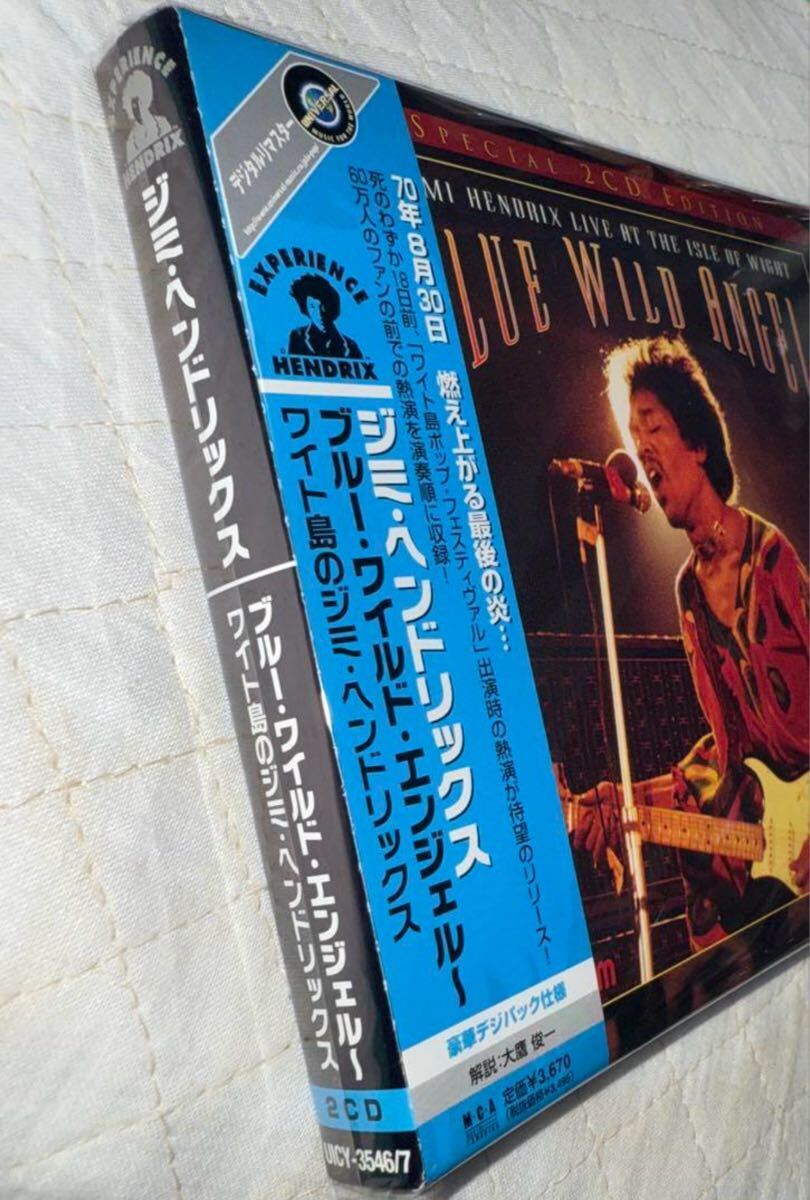 EXPERIENCE
HENDRIX
ジミ・ヘンドリックス
ブルー・ワイルド・エンジェル〜
ワイト島のジミ・ヘンドリックス
2CD
UICY-3546/7
デジタルリマスター
UNIVERSAL
EXPERIENCE
HENDRIX
70年8月30日 燃え上がる最後の炎…
死のわずか18日前、「ワイト島ポップ・フェスティヴァル」出演時の熱演が待望のリリース!
60万人のファンの前での熱演を演奏順に収録!
ジミ・ヘンドリックス
ブルー・ワイルド・エンジェル〜
ワイト島のジミ・ヘンドリックス
豪華デジパック仕様
解説:大鷹 俊一
MCA
定価¥3,670
(税抜価格¥3,495)
SPECIAL 2CD EDITION
MI HENDRIX LIVE AT THE ISLE OF WIGHT
LUE WILD ANGEL